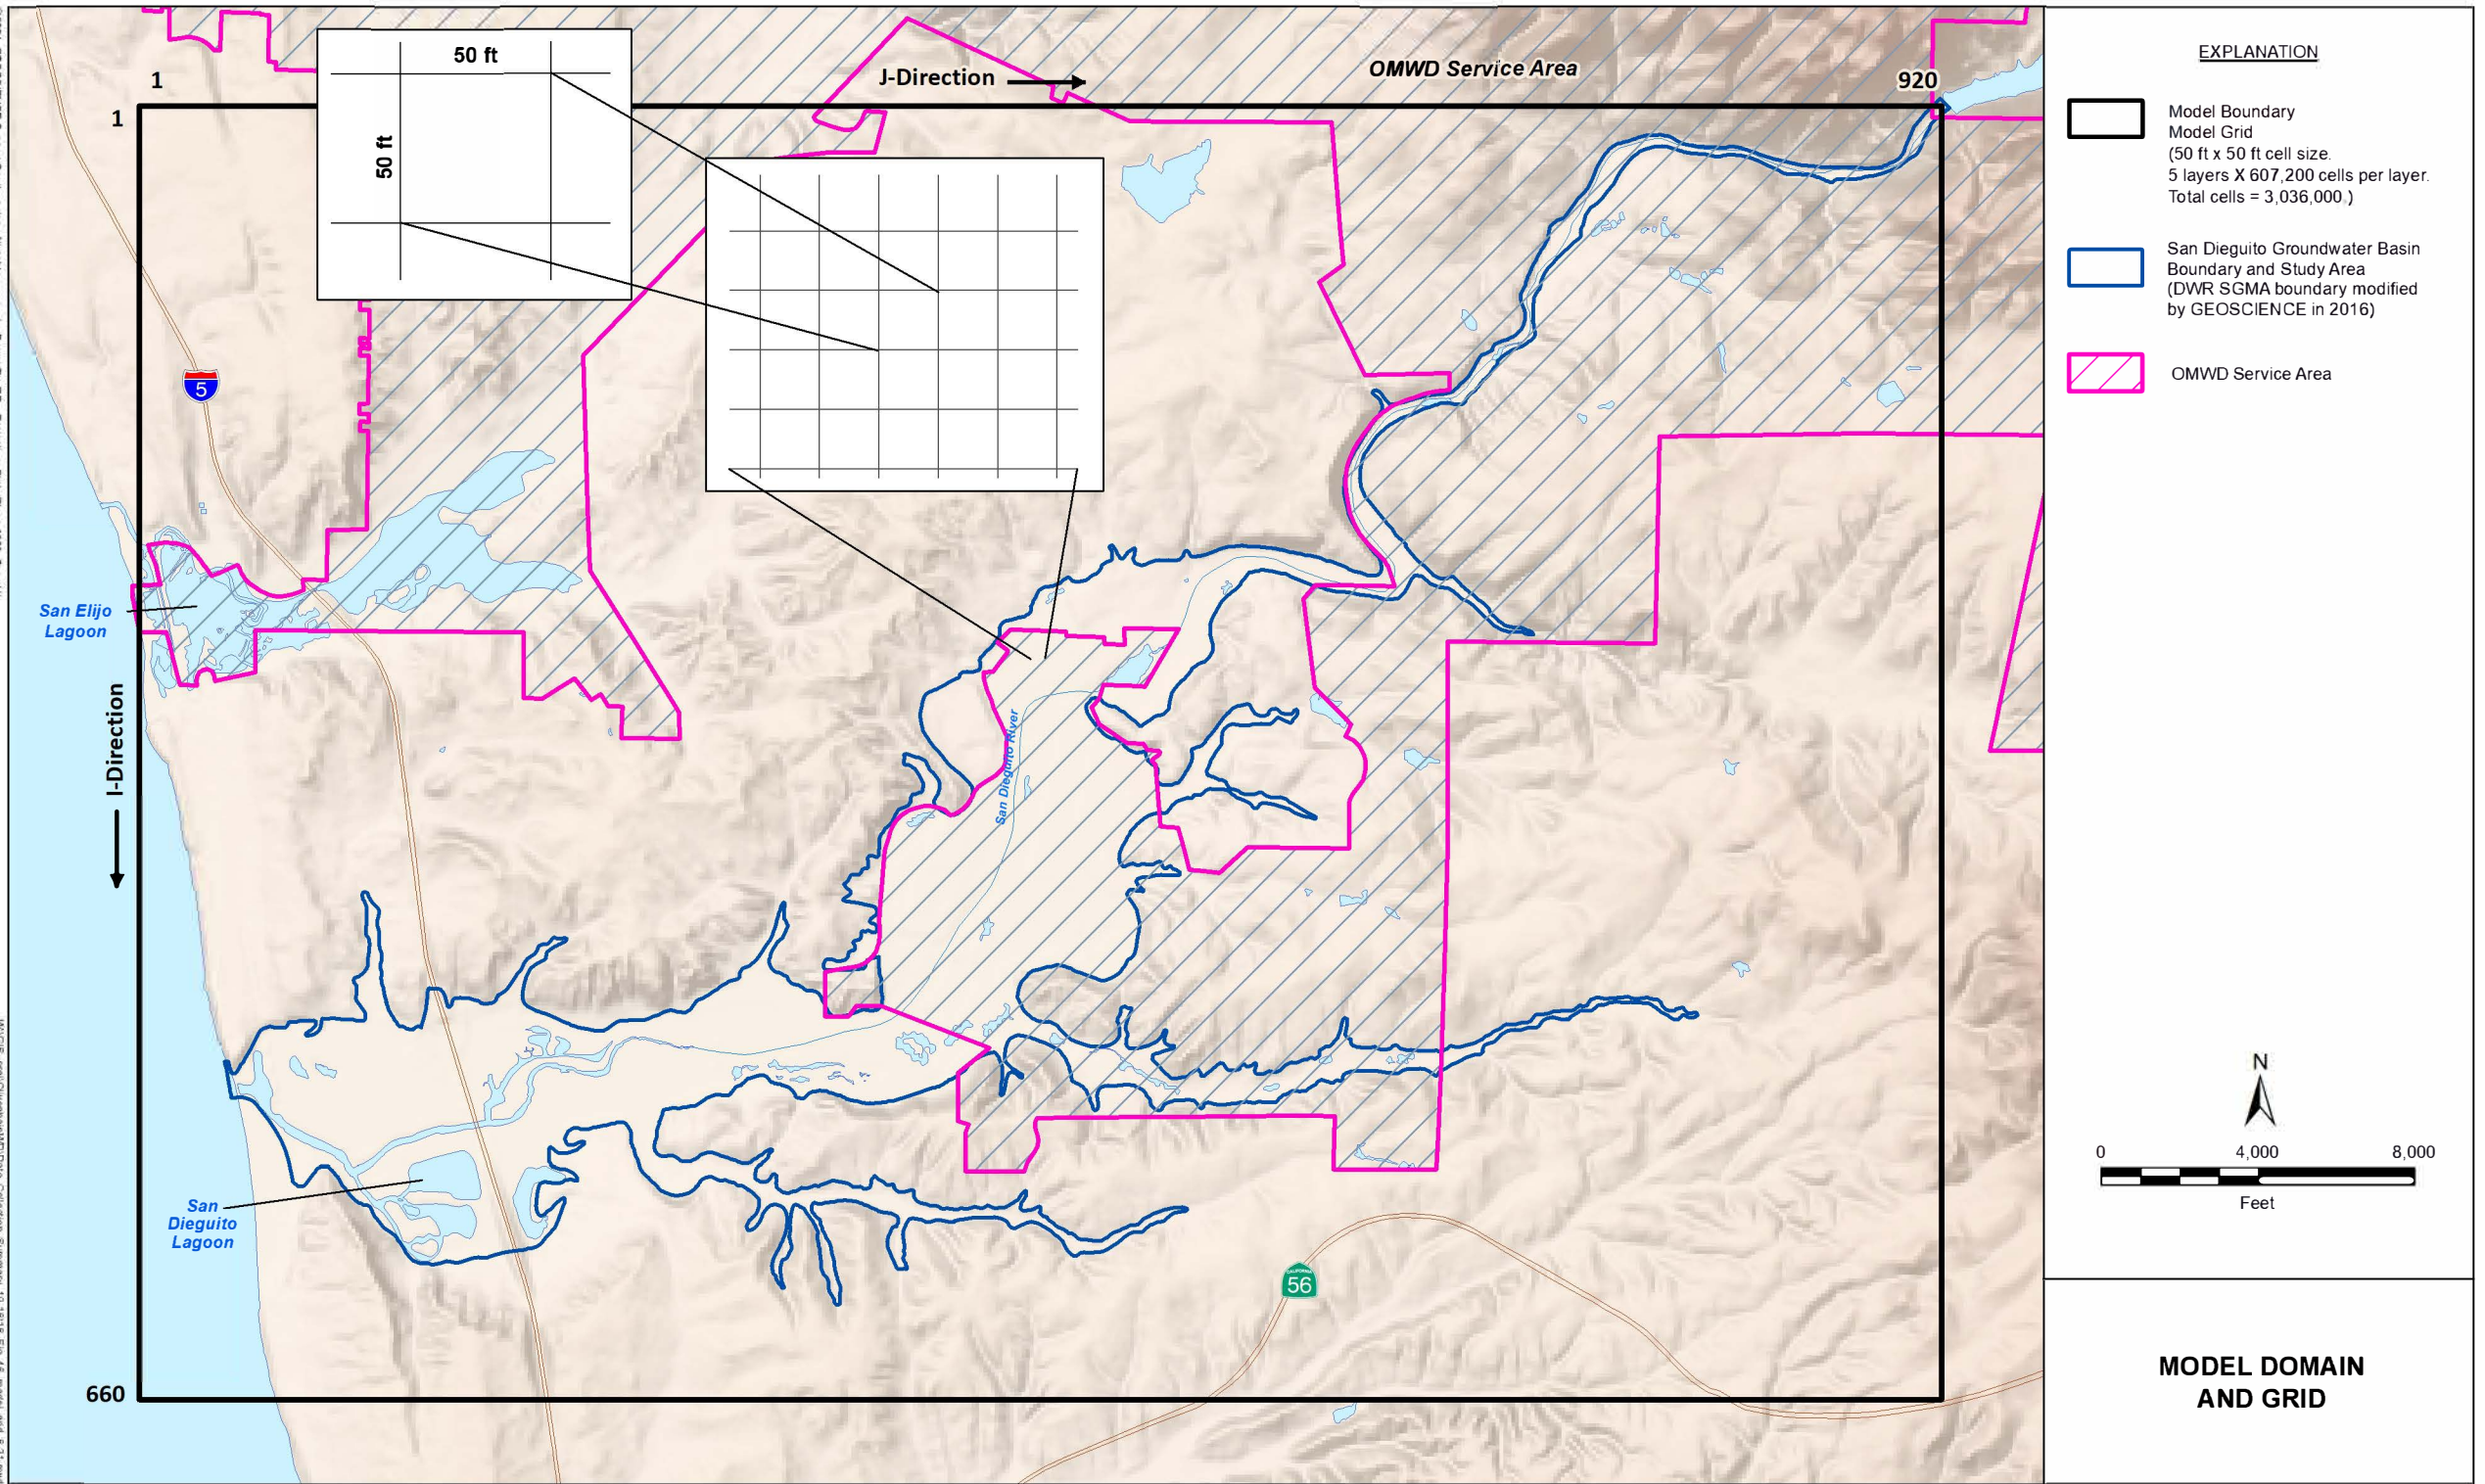 50 ft
50 ft
1
1
J-Direction
OMWD Service Area
920
5
San Elijo
Lagoon
I-Direction
San Dieguito River
San
Dieguito
Lagoon
56
660
EXPLANATION
Model Boundary
Model Grid
(50 ft x 50 ft cell size.
5 layers X 607,200 cells per layer.
Total cells = 3,036,000.)
San Dieguito Groundwater Basin
Boundary and Study Area
(DWR SGMA boundary modified
by GEOSCIENCE in 2016)
OMWD Service Area
N
0 4,000 8,000
Feet
MODEL DOMAIN
AND GRID